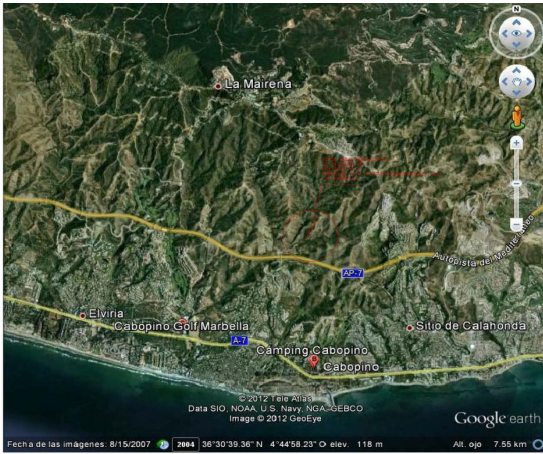 N
La Mairena
Autopista del Mediterráneo
AP-7
Elviria
Cabopino Golf Marbella
Sitio de Calahonda
A-7
Camping Cabopino
Cabopino
© 2012 Tele Atlas
Data SIO, NOAA, U.S. Navy, NGA, GEBCO
Image © 2012 GeoEye
Google earth
Fecha de las imágenes: 8/15/2007 2004 36°30'39.36" N 4°44'58.23" O elev. 118 m Alt. ojo 7.55 km